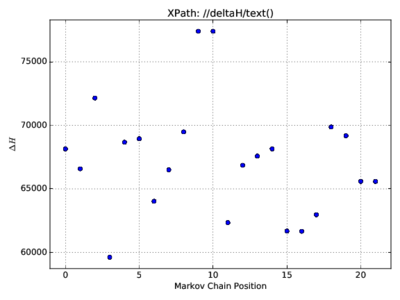 XPath: //deltaH/text()
75000
70000
65000
60000
ΔH
0 5 10 15 20
Markov Chain Position